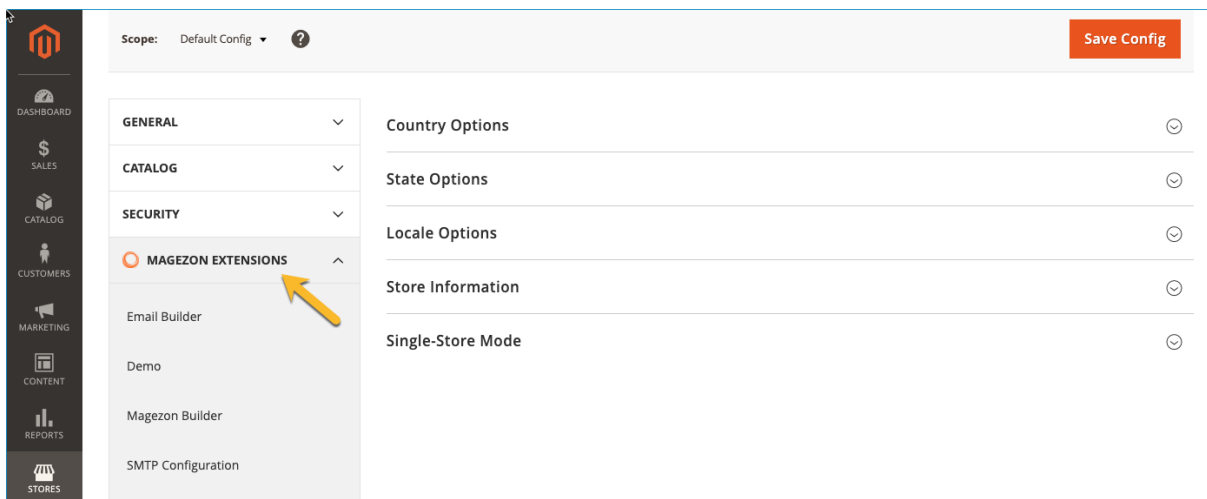 Scope: Default Config ?
Save Config
DASHBOARD
$
SALES
CATALOG
CUSTOMERS
MARKETING
CONTENT
REPORTS
STORES
GENERAL
CATALOG
SECURITY
MAGEZON EXTENSIONS
Email Builder
Demo
Magezon Builder
SMTP Configuration
Country Options
State Options
Locale Options
Store Information
Single-Store Mode